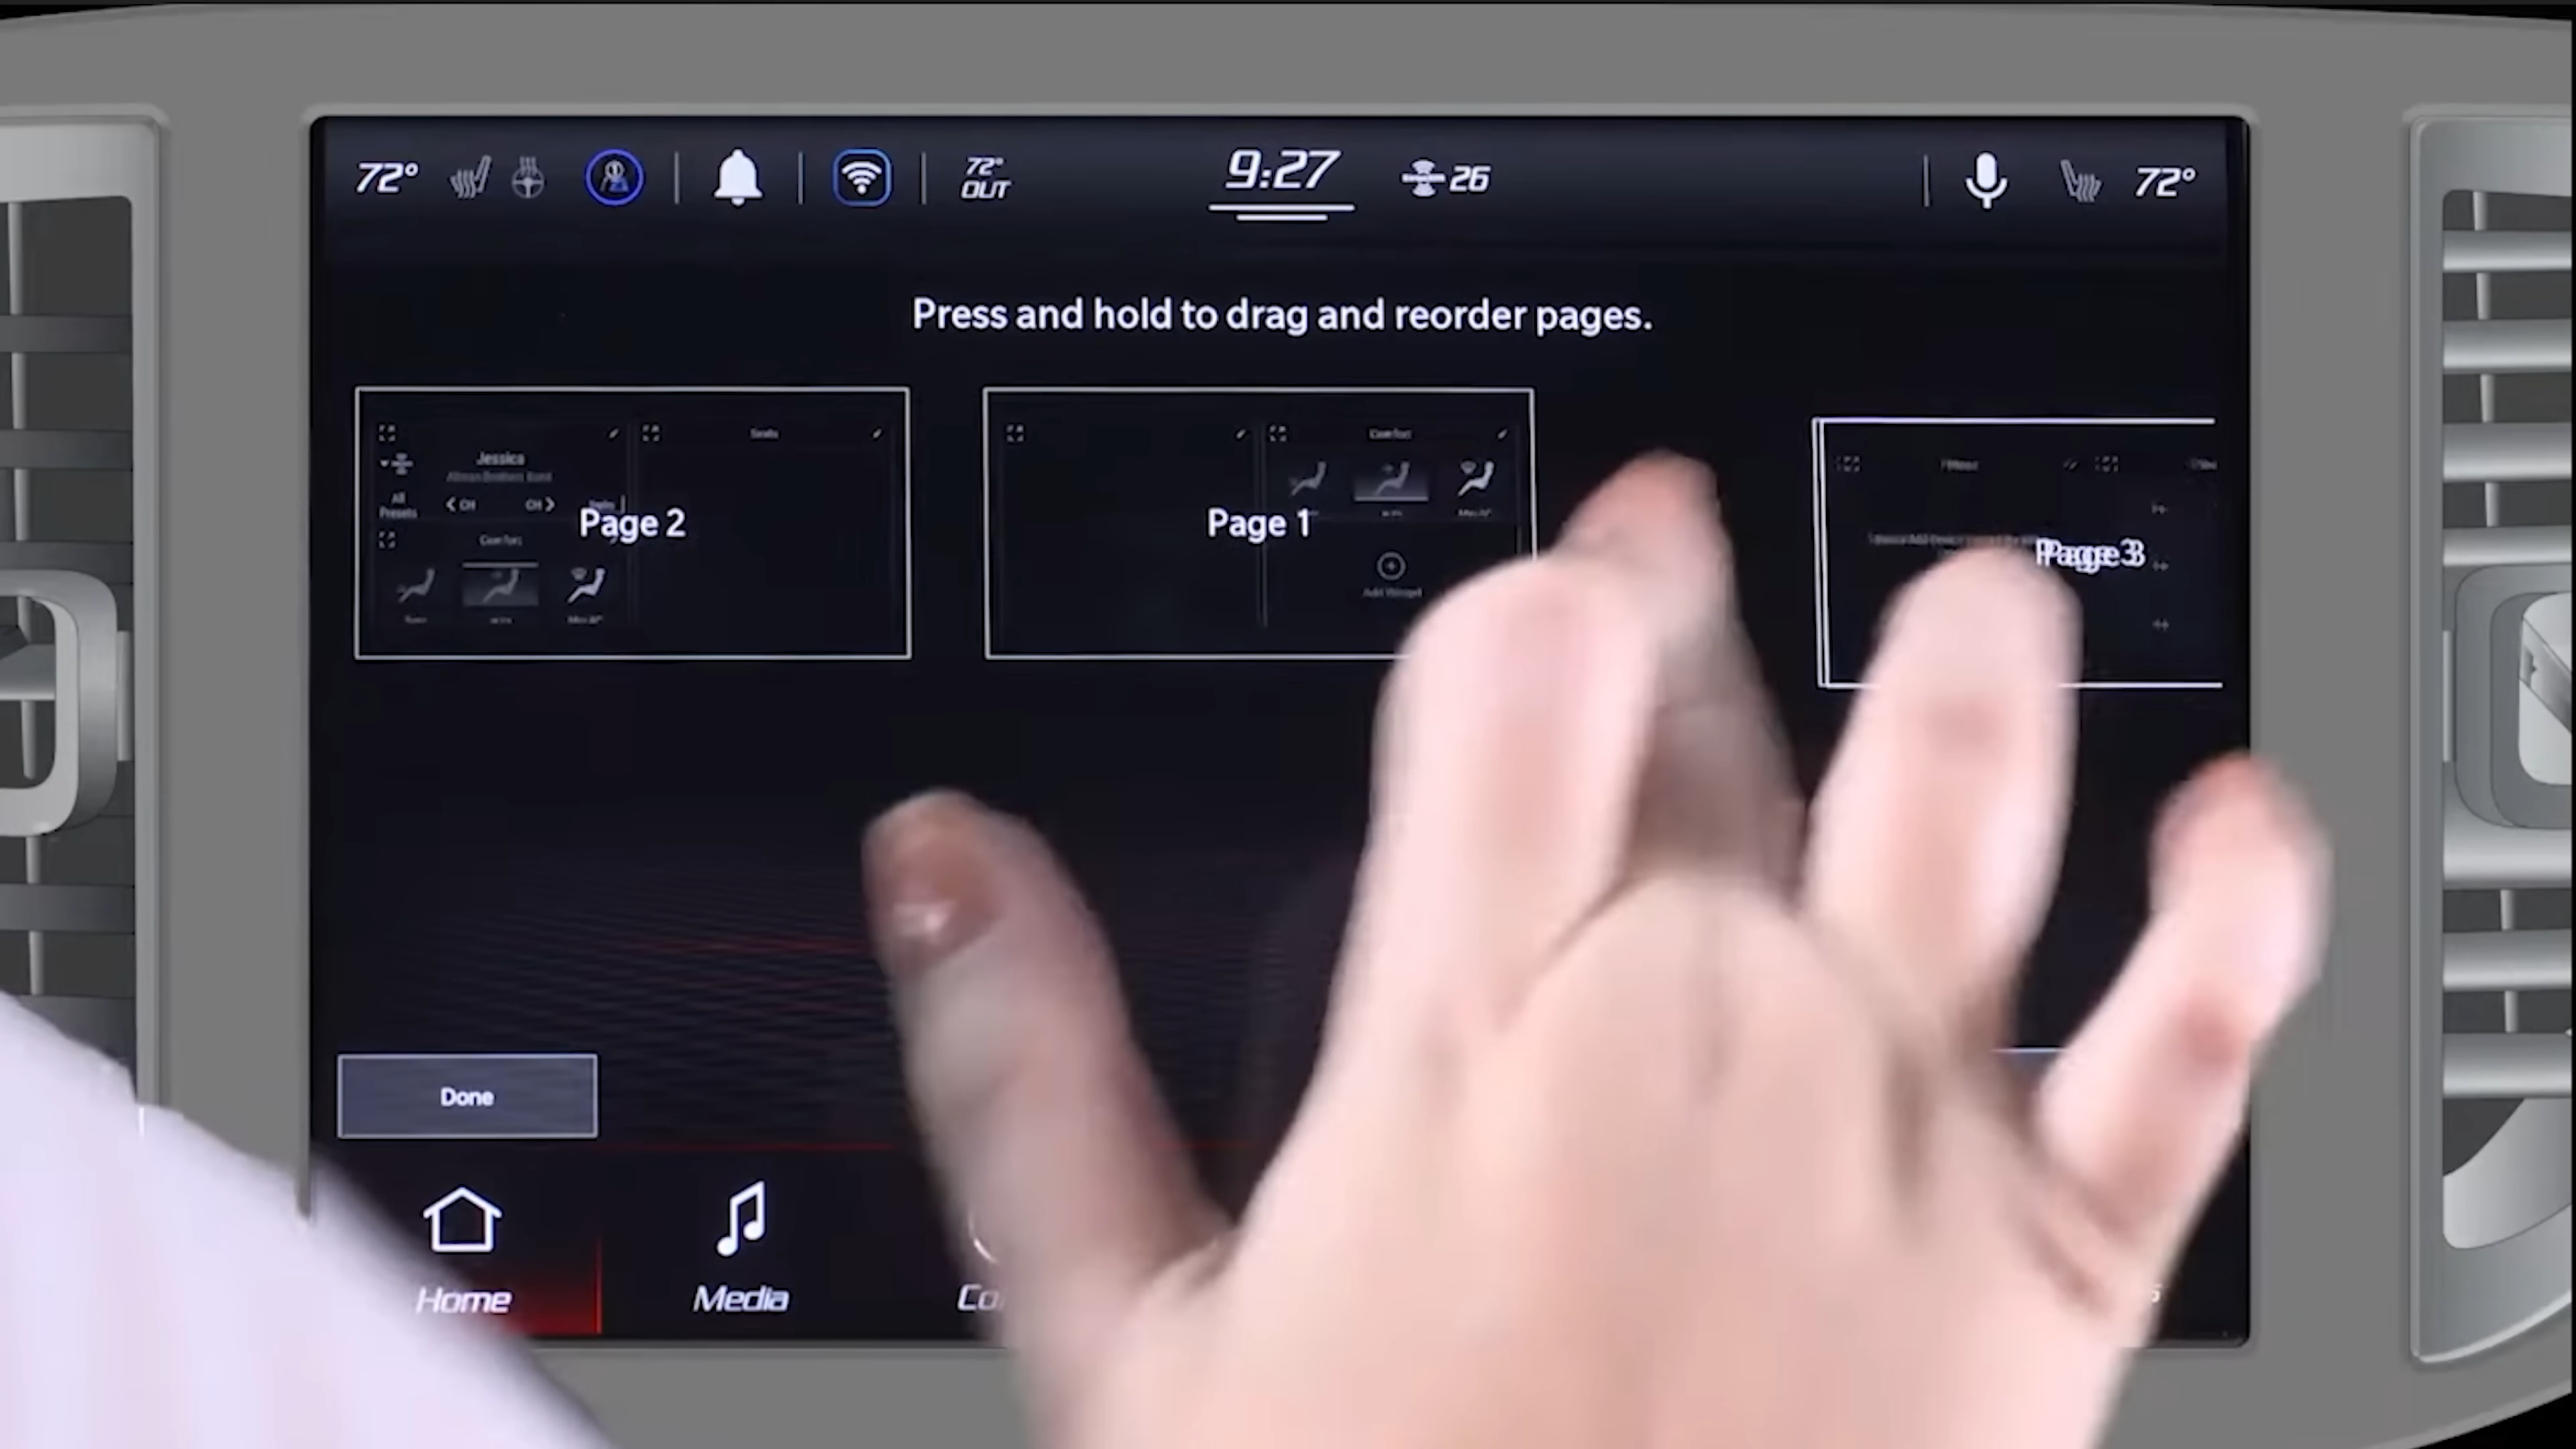 72° 72° OUT 9:27 26 72°
Press and hold to drag and reorder pages.
Page 2
Jessica
Allman Brothers Band
All Presets
CH CH
Comfort
Seats
Page 1
Comfort
Add Widget
Page 3
Done
Home Media